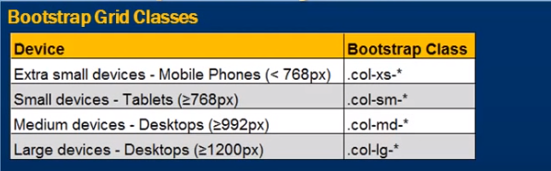 Bootstrap Grid Classes
Device Bootstrap Class
Extra small devices - Mobile Phones (< 768px) .col-xs-*
Small devices - Tablets (≥768px) .col-sm-*
Medium devices - Desktops (≥992px) .col-md-*
Large devices - Desktops (≥1200px) .col-lg-*